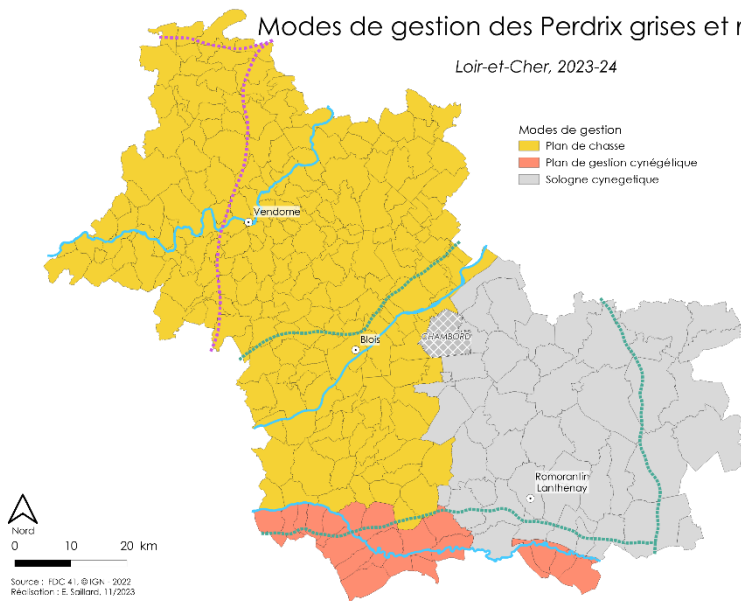 Modes de gestion des Perdrix grises et r
Loir-et-Cher, 2023-24
Modes de gestion
Plan de chasse
Plan de gestion cynégétique
Sologne cynegetique
Vendome
Blois
CHAMBORD
Romorantin
Lanthenay
Nord
0 10 20 km
Source : FDC 41, © IGN - 2022
Réalisation : E. Saillard, 11/2023